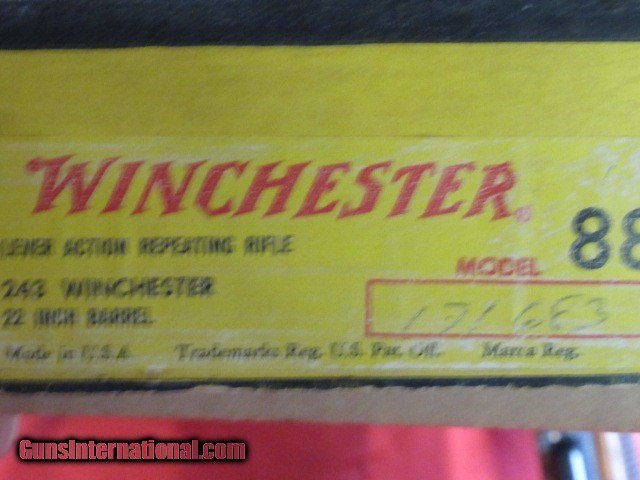 WINCHESTER®
LEVER ACTION REPEATING RIFLE
MODEL 88
243 WINCHESTER
22 INCH BARREL
Made in U.S.A. Trademarks Reg. U.S. Pat. Off. Marca Reg.
GunsInternational.com